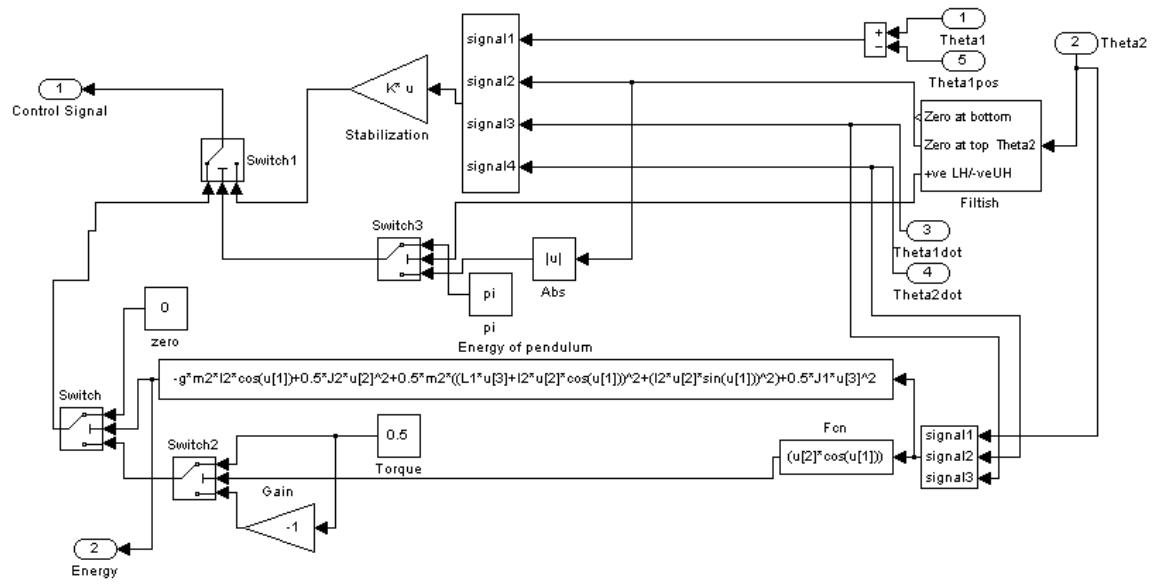 1
Control Signal
Switch1
K* u
Stabilization
signal1
signal2
signal3
signal4
+
−
1
Theta1
5
Theta1pos
2
Theta2
Zero at bottom
Zero at top
Theta2
+ve LH/-veUH
Filtish
3
Theta1dot
4
Theta2dot
Switch3
|u|
Abs
pi
pi
0
zero
Energy of pendulum
-g*m2*l2*cos(u[1])+0.5*J2*u[2]^2+0.5*m2*((L1*u[3]+l2*u[2]*cos(u[1]))^2+(l2*u[2]*sin(u[1]))^2)+0.5*J1*u[3]^2
Switch
Switch2
0.5
Torque
Gain
-1
Fcn
(u[2]*cos(u[1]))
signal1
signal2
signal3
2
Energy